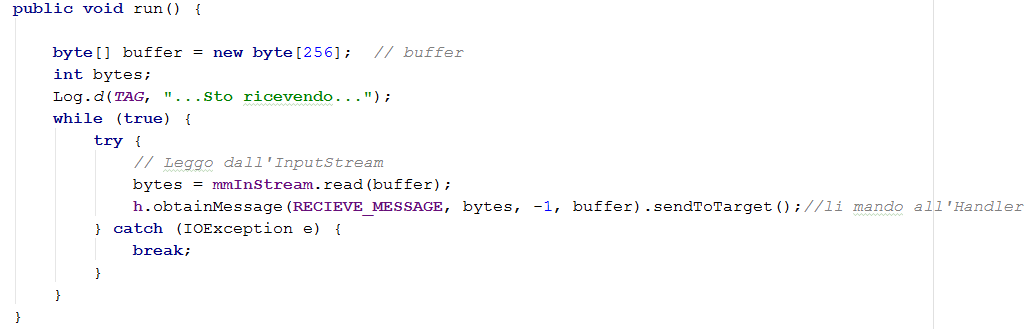 public void run() {
byte[] buffer = new byte[256];  // buffer
int bytes;
Log.d(TAG, "...Sto ricevendo...");
while (true) {
try {
// Leggo dall'InputStream
bytes = mmInStream.read(buffer);
h.obtainMessage(RECIEVE_MESSAGE, bytes, -1, buffer).sendToTarget();//li mando all'Handler
} catch (IOException e) {
break;
}
}
}